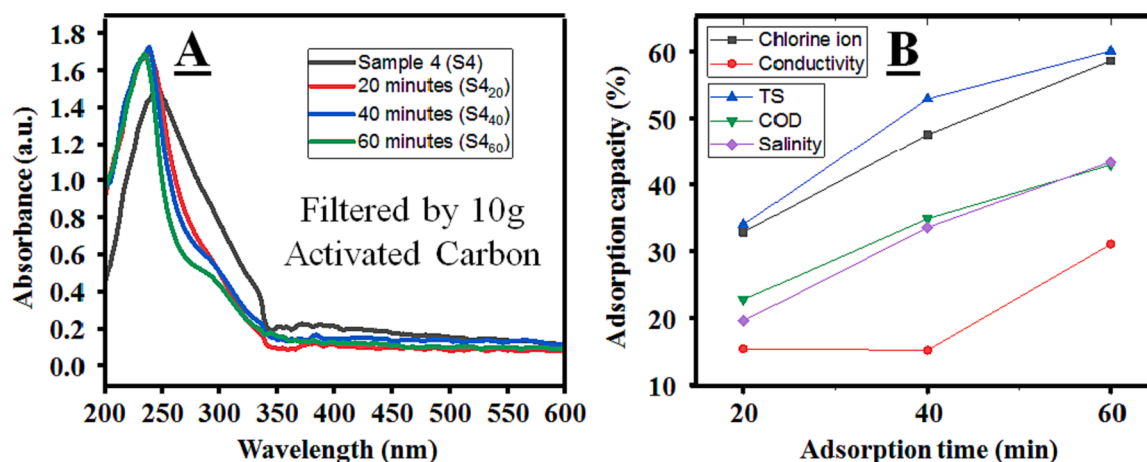 A
Absorbance (a.u.)
1.8
1.6
1.4
1.2
1.0
0.8
0.6
0.4
0.2
0.0
Sample 4 (S4)
20 minutes (S4₂₀)
40 minutes (S4₄₀)
60 minutes (S4₆₀)
Filtered by 10g
Activated Carbon
200 250 300 350 400 450 500 550 600
Wavelength (nm)
B
Adsorption capacity (%)
60
50
40
30
20
10
Chlorine ion
Conductivity
TS
COD
Salinity
20 40 60
Adsorption time (min)